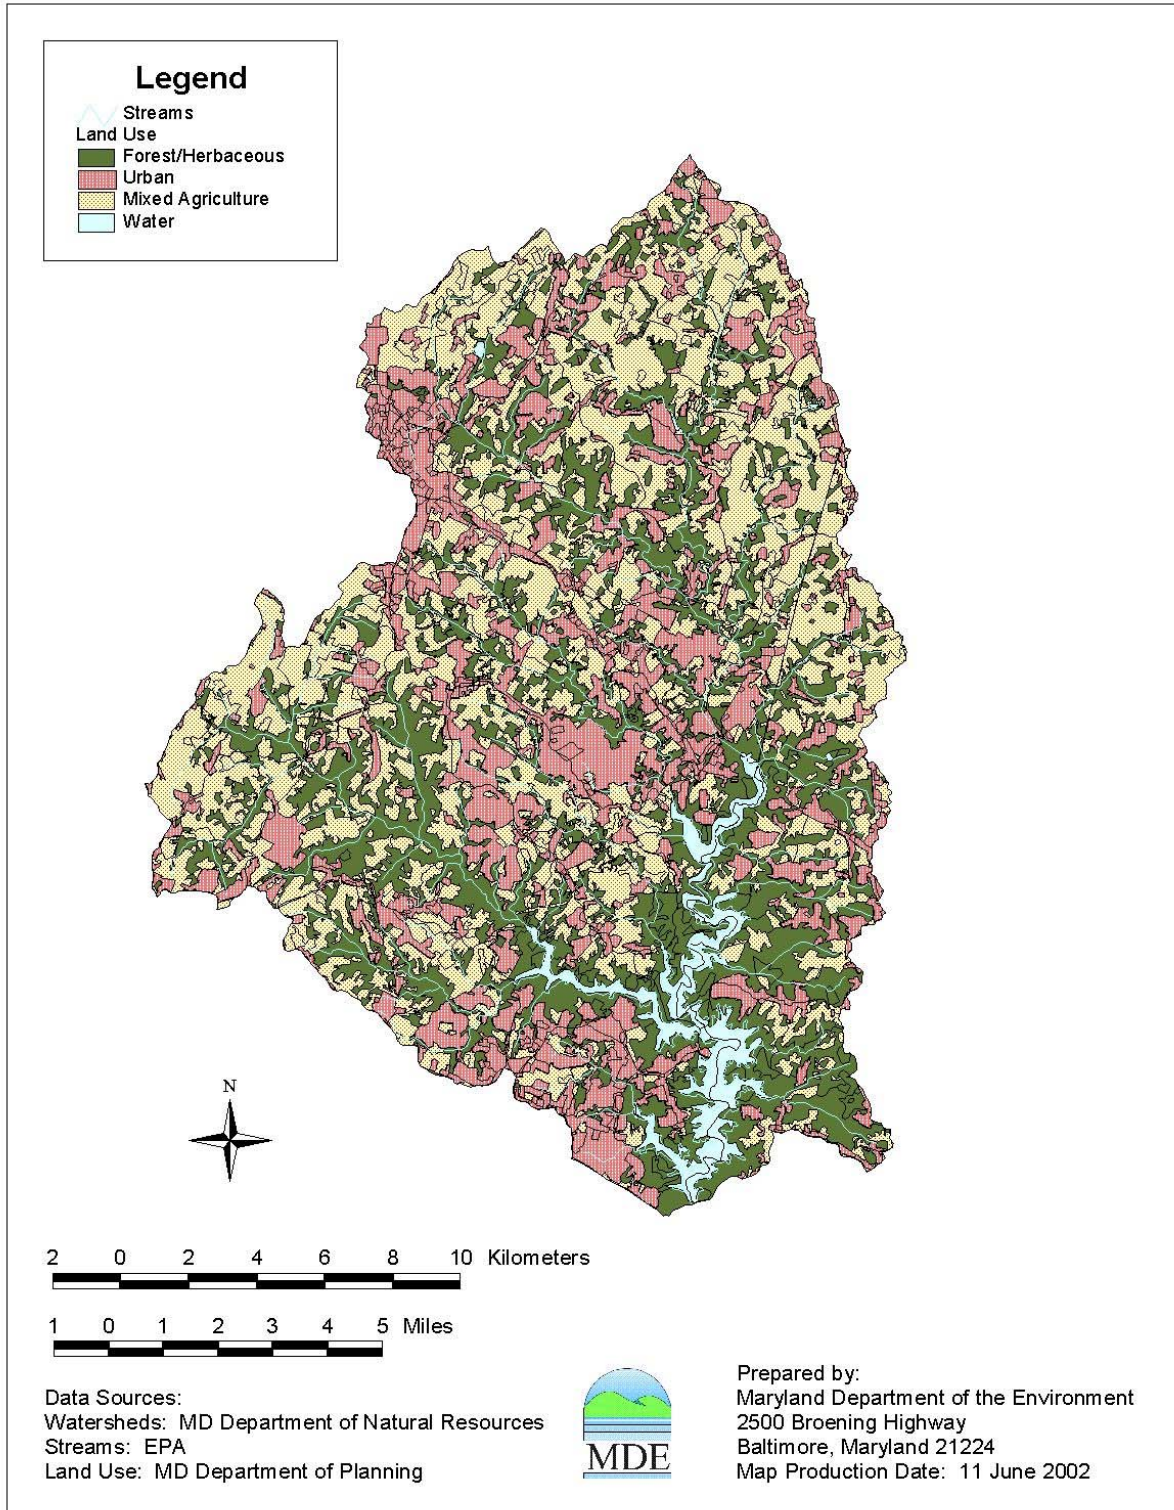 Legend
Streams
Land Use
Forest/Herbaceous
Urban
Mixed Agriculture
Water
N
2 0 2 4 6 8 10 Kilometers
1 0 1 2 3 4 5 Miles
Data Sources:
Watersheds: MD Department of Natural Resources
Streams: EPA
Land Use: MD Department of Planning
MDE
Prepared by:
Maryland Department of the Environment
2500 Broening Highway
Baltimore, Maryland 21224
Map Production Date: 11 June 2002